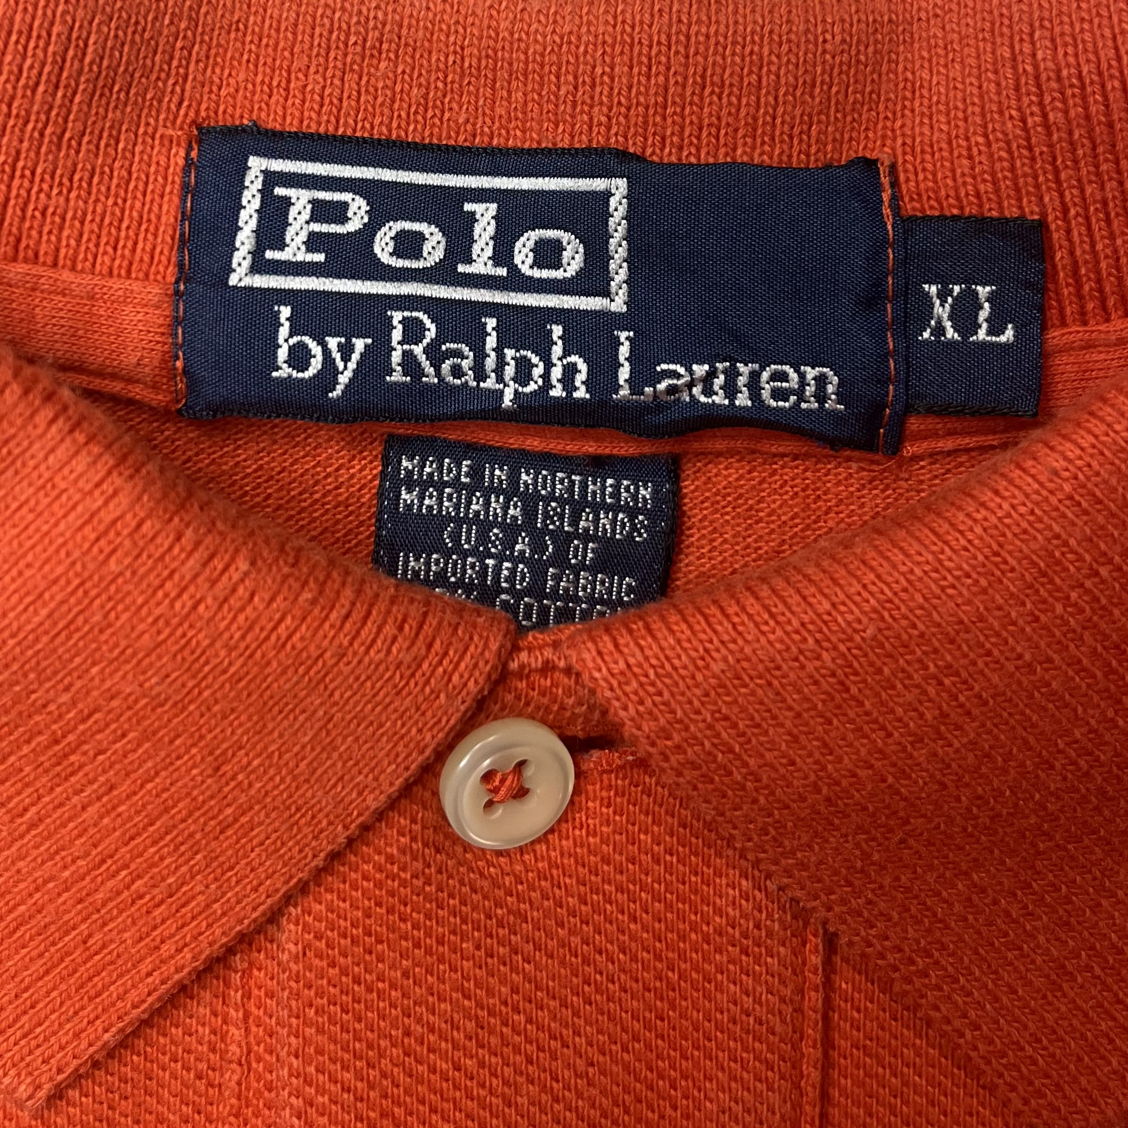 Polo
by Ralph Lauren
XL
MADE IN NORTHERN
MARIANA ISLANDS
(U.S.A.) OF
IMPORTED FABRIC